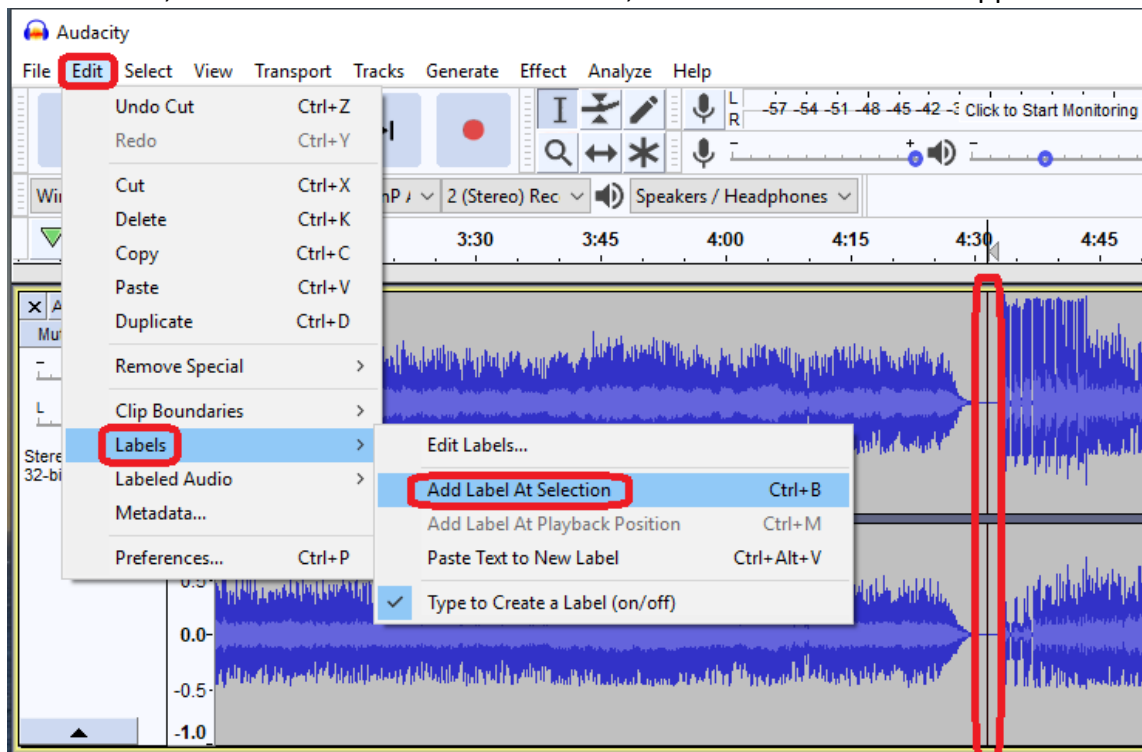 Audacity
File Edit Select View Transport Tracks Generate Effect Analyze Help
Undo Cut Ctrl+Z
Redo Ctrl+Y
Cut Ctrl+X
Delete Ctrl+K
Copy Ctrl+C
Paste Ctrl+V
Duplicate Ctrl+D
Remove Special >
Clip Boundaries >
Labels >
Labeled Audio >
Metadata...
Preferences... Ctrl+P
L
R
-57 -54 -51 -48 -45 -42 Click to Start Monitoring
2 (Stereo) Rec Speakers / Headphones
3:30 3:45 4:00 4:15 4:30 4:45
Edit Labels...
Add Label At Selection Ctrl+B
Add Label At Playback Position Ctrl+M
Paste Text to New Label Ctrl+Alt+V
Type to Create a Label (on/off)
X
L
32-bi
0.0
-0.5
-1.0